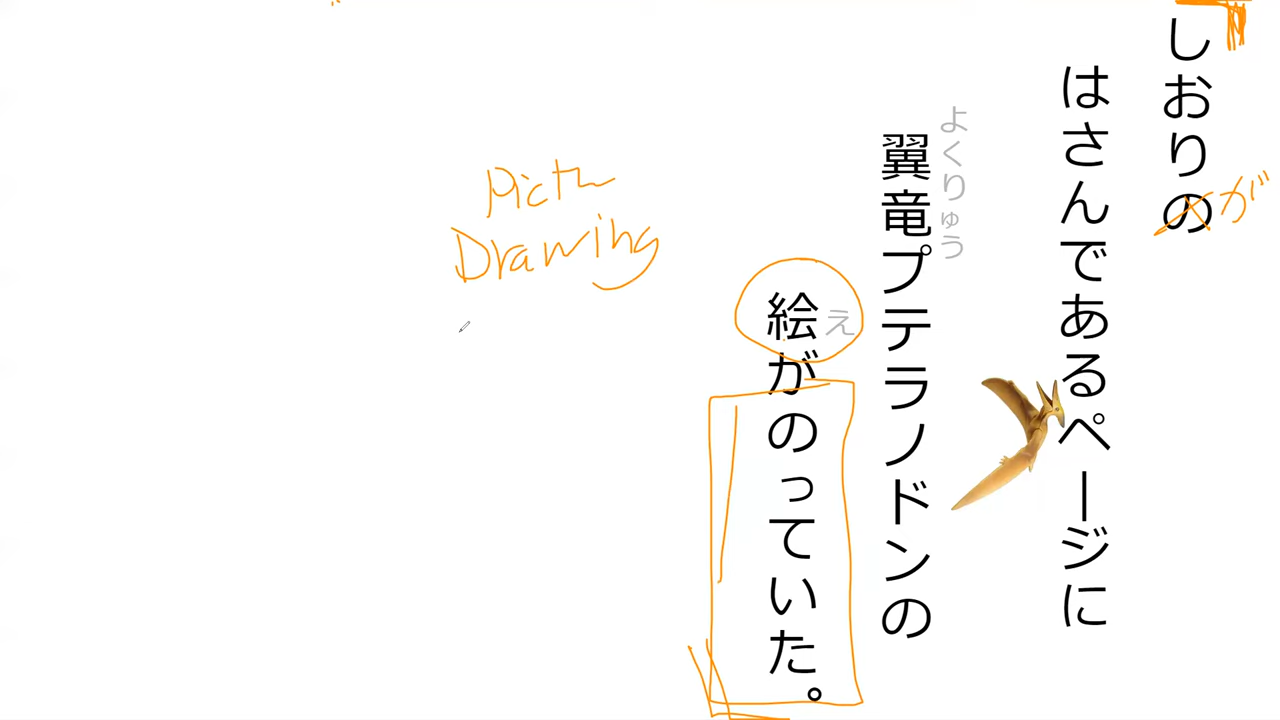 しおりの
が
はさんであるページに
よくりゅう
翼竜プテラノドンの
え
絵がのっていた。
Drawing